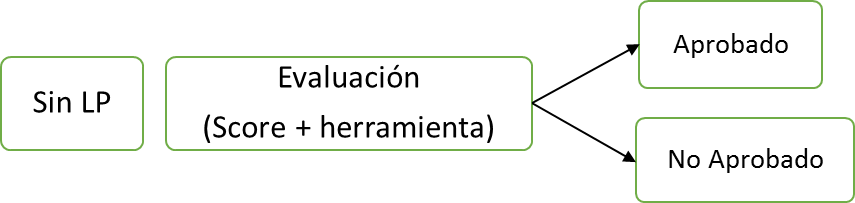 Sin LP
Evaluación
(Score + herramienta)
Aprobado
No Aprobado